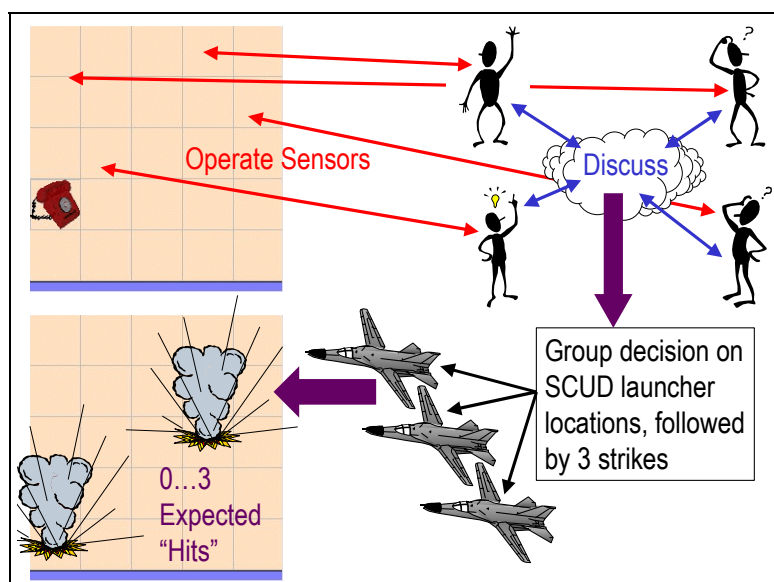 ?
?
Operate Sensors
Discuss
Group decision on
SCUD launcher
locations, followed
by 3 strikes
0…3
Expected
“Hits”